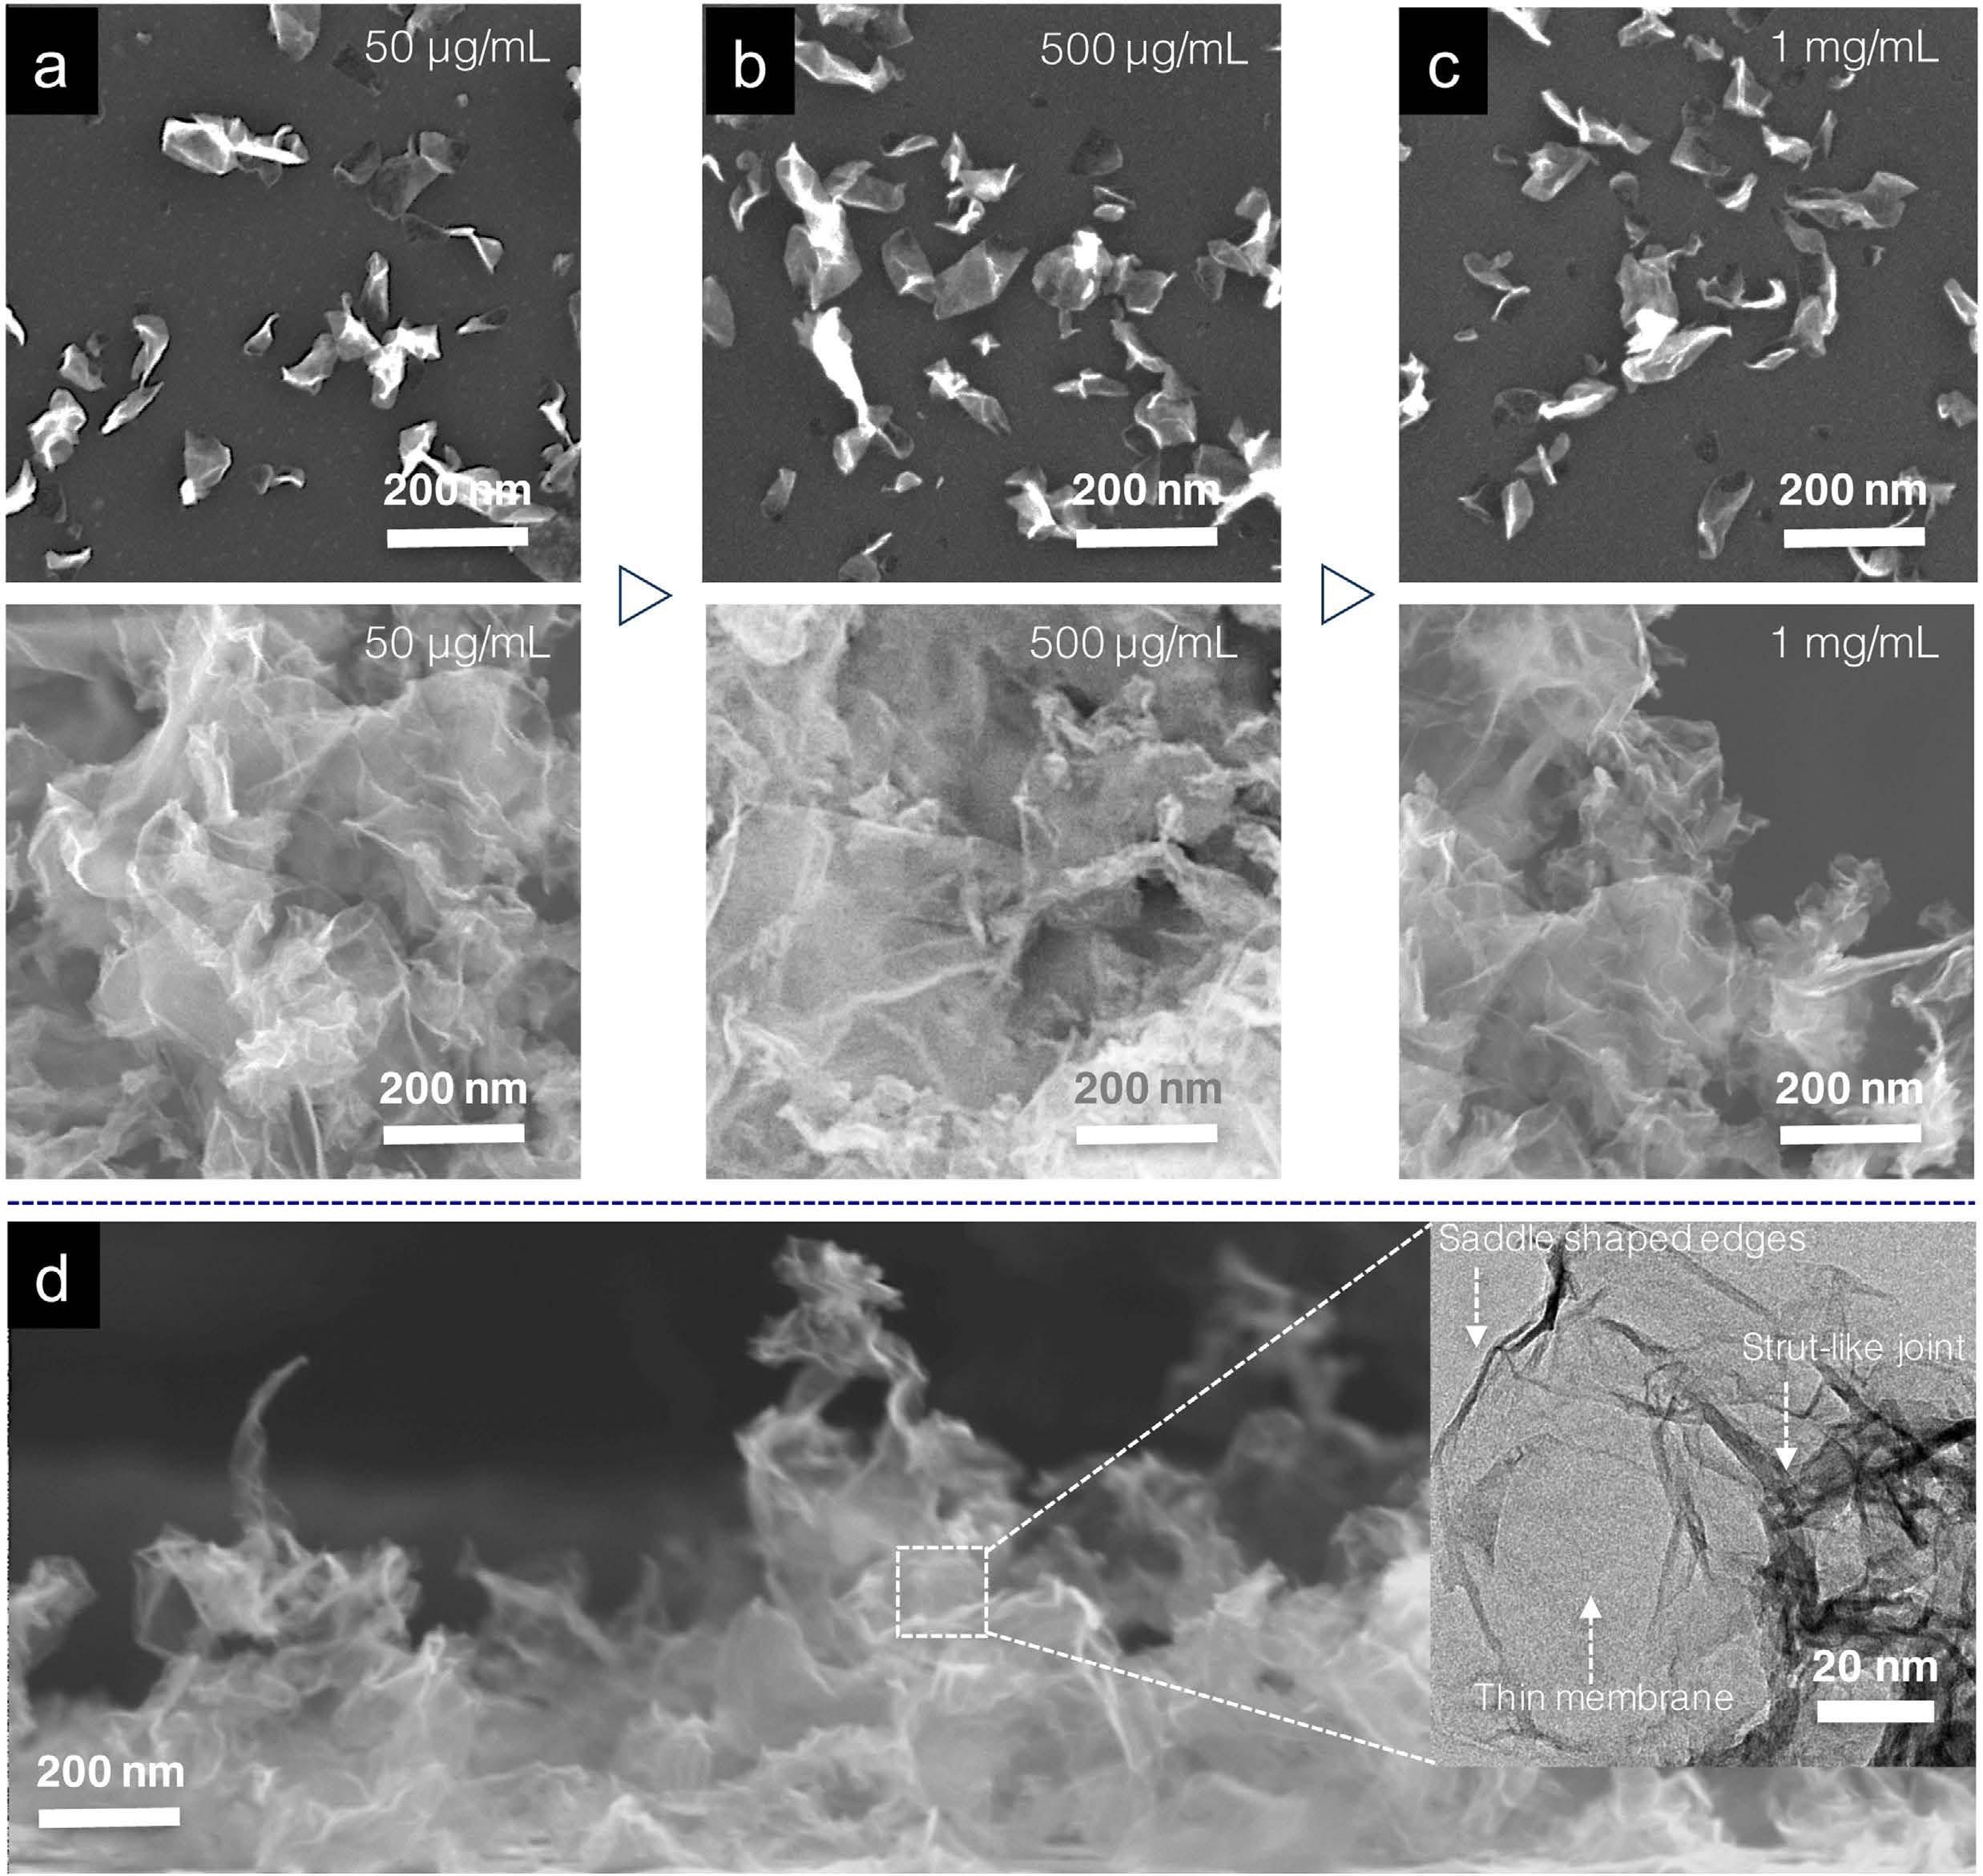 a
50 µg/mL
200 nm
b
500 µg/mL
200 nm
c
1 mg/mL
200 nm
50 µg/mL
200 nm
500 µg/mL
200 nm
1 mg/mL
200 nm
d
200 nm
Saddle shaped edges
Strut-like joint
Thin membrane
20 nm